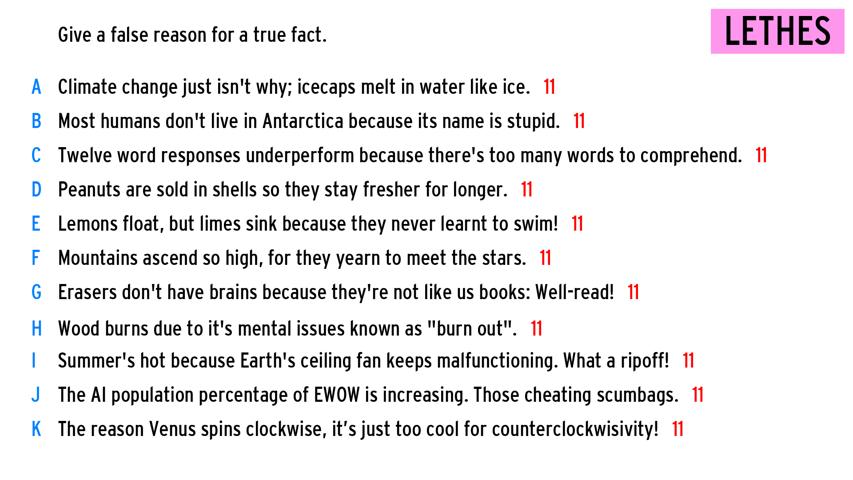 Give a false reason for a true fact.
LETHES
A Climate change just isn't why; icecaps melt in water like ice. 11
B Most humans don't live in Antarctica because its name is stupid. 11
C Twelve word responses underperform because there's too many words to comprehend. 11
D Peanuts are sold in shells so they stay fresher for longer. 11
E Lemons float, but limes sink because they never learnt to swim! 11
F Mountains ascend so high, for they yearn to meet the stars. 11
G Erasers don't have brains because they're not like us books: Well-read! 11
H Wood burns due to it's mental issues known as "burn out". 11
I Summer's hot because Earth's ceiling fan keeps malfunctioning. What a ripoff! 11
J The AI population percentage of EWOW is increasing. Those cheating scumbags. 11
K The reason Venus spins clockwise, it’s just too cool for counterclockwisivity! 11